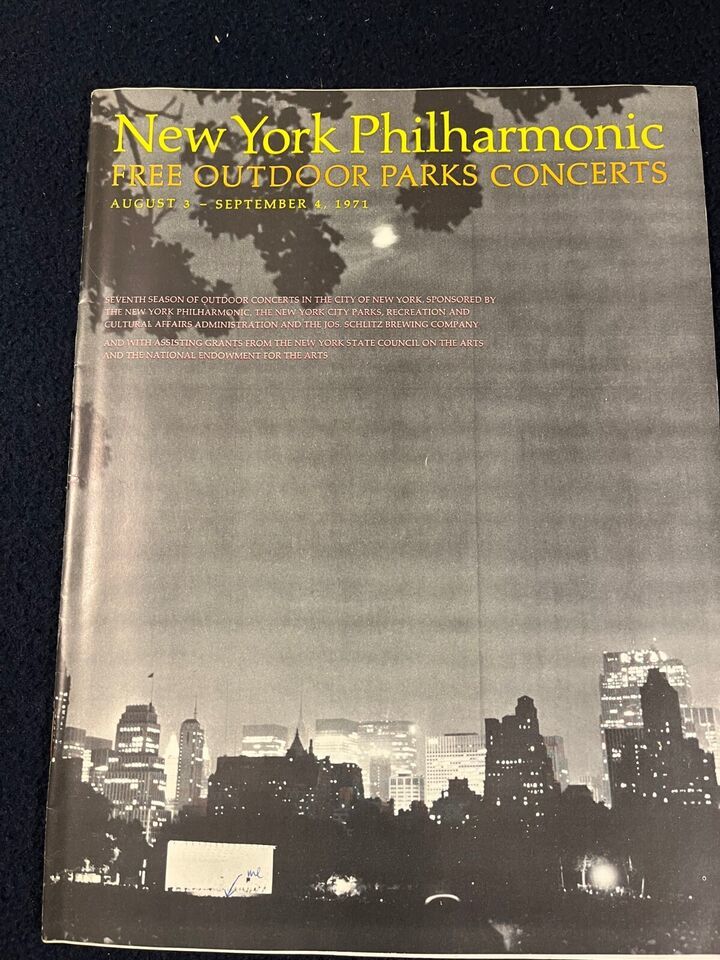 New York Philharmonic
FREE OUTDOOR PARKS CONCERTS
AUGUST 3 – SEPTEMBER 4, 1971
SEVENTH SEASON OF OUTDOOR CONCERTS IN THE CITY OF NEW YORK, SPONSORED BY
THE NEW YORK PHILHARMONIC, THE NEW YORK CITY PARKS, RECREATION AND
CULTURAL AFFAIRS ADMINISTRATION AND THE JOS. SCHLITZ BREWING COMPANY
AND WITH ASSISTING GRANTS FROM THE NEW YORK STATE COUNCIL ON THE ARTS
AND THE NATIONAL ENDOWMENT FOR THE ARTS
me